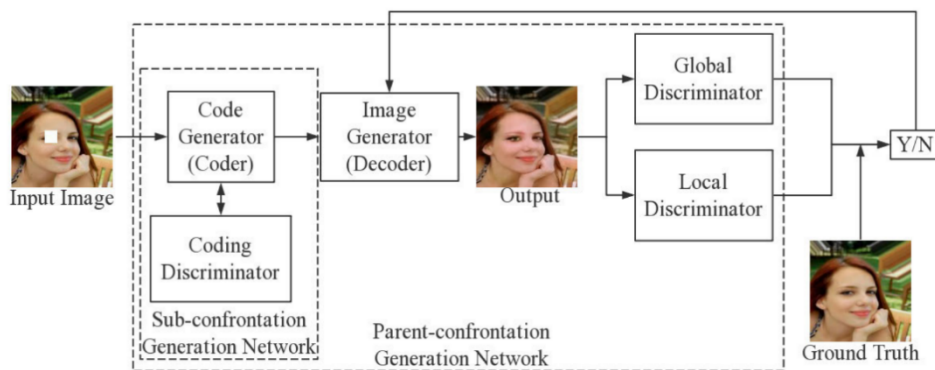 Input Image
Code
Generator
(Coder)
Coding
Discriminator
Sub-confrontation
Generation Network
Image
Generator
(Decoder)
Output
Global
Discriminator
Local
Discriminator
Parent-confrontation
Generation Network
Y/N
Ground Truth